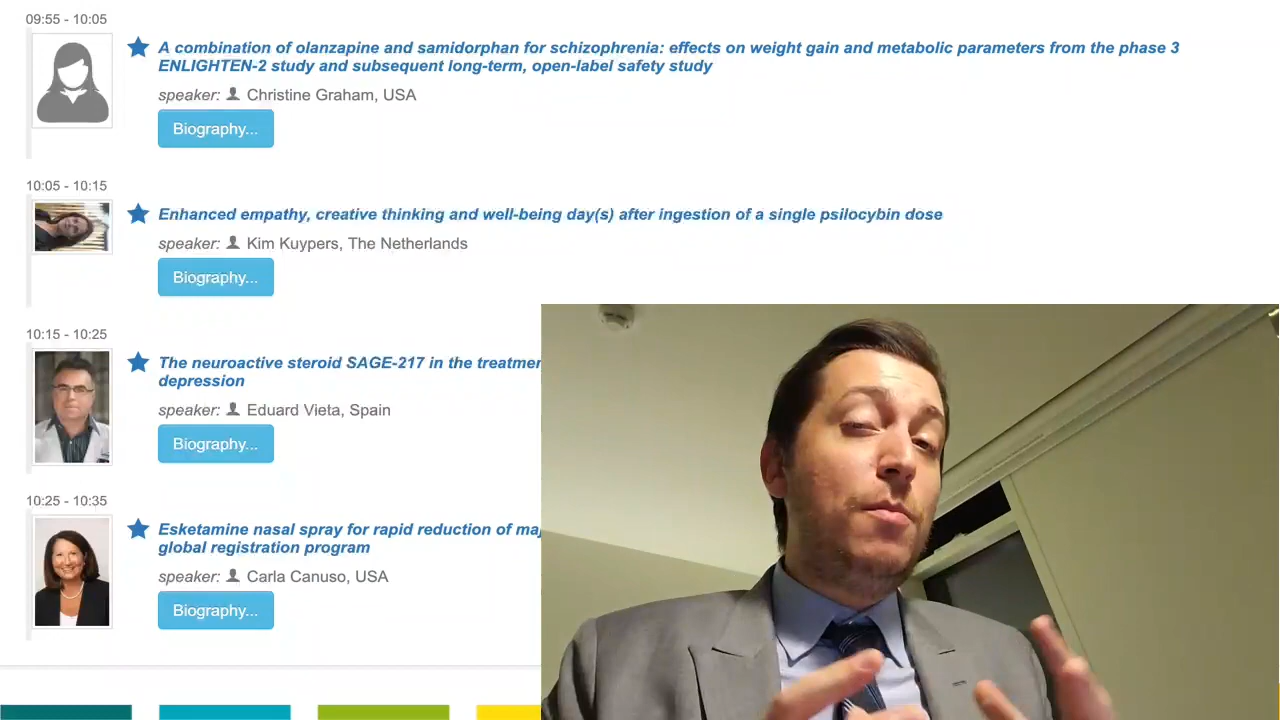 09:55 - 10:05
A combination of olanzapine and samidorphan for schizophrenia: effects on weight gain and metabolic parameters from the phase 3
ENLIGHTEN-2 study and subsequent long-term, open-label safety study
speaker: Christine Graham, USA
Biography...
10:05 - 10:15
Enhanced empathy, creative thinking and well-being day(s) after ingestion of a single psilocybin dose
speaker: Kim Kuypers, The Netherlands
Biography...
10:15 - 10:25
The neuroactive steroid SAGE-217 in the
depression
speaker: Eduard Vieta, Spain
Biography...
10:25 - 10:35
Esketamine nasal spray for rapid reduction of
global registration program
speaker: Carla Canuso, USA
Biography...